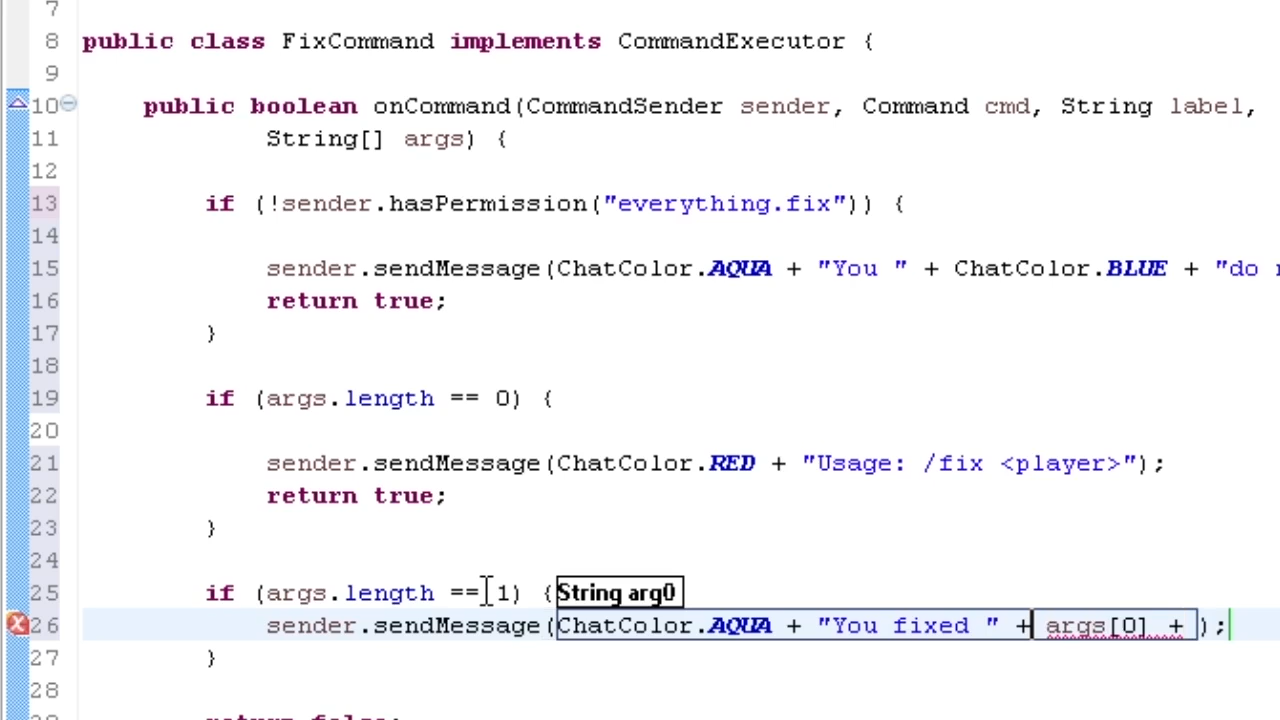 7
8 public class FixCommand implements CommandExecutor {
9
10 public boolean onCommand(CommandSender sender, Command cmd, String label,
11 String[] args) {
12
13 if (!sender.hasPermission("everything.fix")) {
14
15 sender.sendMessage(ChatColor.AQUA + "You " + ChatColor.BLUE + "do
16 return true;
17 }
18
19 if (args.length == 0) {
20
21 sender.sendMessage(ChatColor.RED + "Usage: /fix <player>");
22 return true;
23 }
24
25 if (args.length == 1) { String arg0
26 sender.sendMessage(ChatColor.AQUA + "You fixed " + args[0] + );
27 }
28
return false;